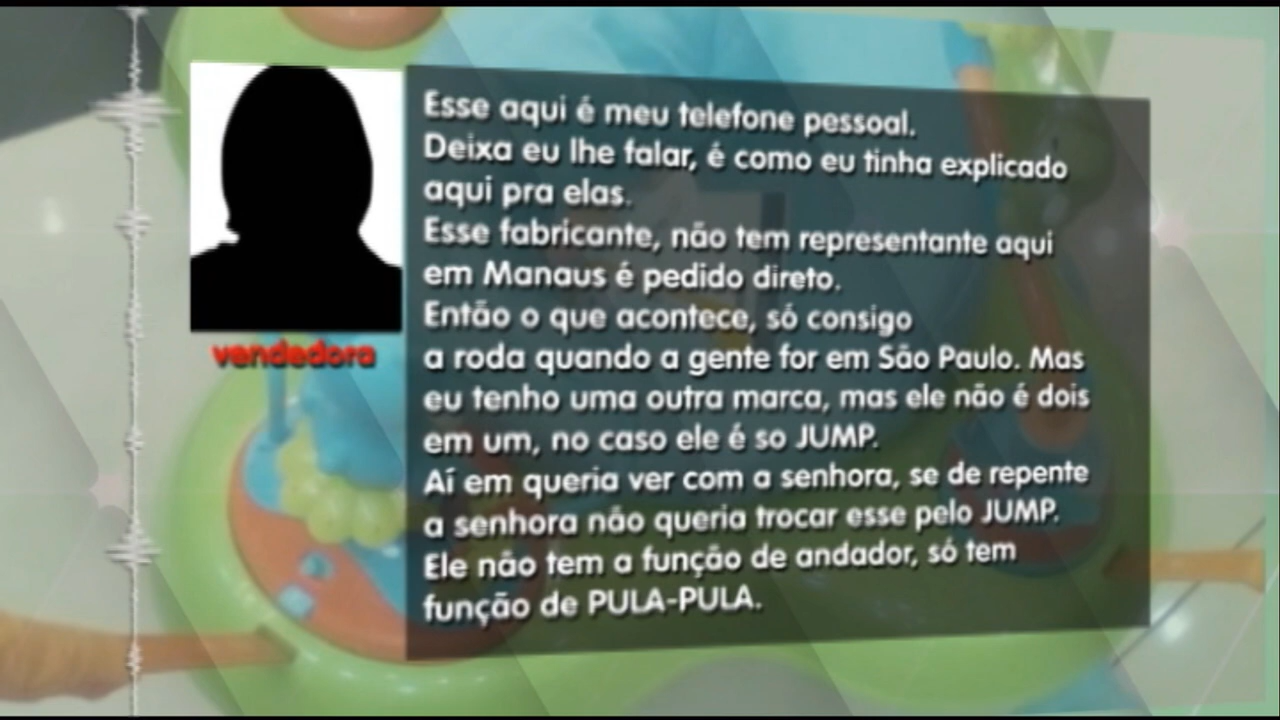 Esse aqui é meu telefone pessoal.
Deixa eu lhe falar, é como eu tinha explicado
aqui pra elas.
Esse fabricante, não tem representante aqui
em Manaus é pedido direto.
Então o que acontece, só consigo
a roda quando a gente for em São Paulo. Mas
eu tenho uma outra marca, mas ele não é dois
em um, no caso ele é so JUMP.
Aí em queria ver com a senhora, se de repente
a senhora não queria trocar esse pelo JUMP.
Ele não tem a função de andador, só tem
função de PULA-PULA.
vendedora